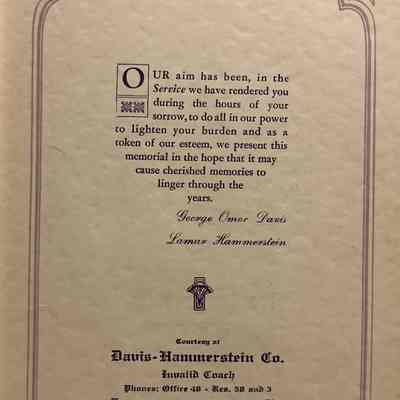 OUR aim has been, in the
Service we have rendered you
during the hours of your
sorrow, to do all in our power
to lighten your burden and as a
token of our esteem, we present this
memorial in the hope that it may
cause cherished memories to
linger through the
years.
George Omor Davis
Lamar Hammerstein
Courtesy of
Davis-Hammerstein Co.
Invalid Coach
Phones: Office 48 - Res. 58 and 3